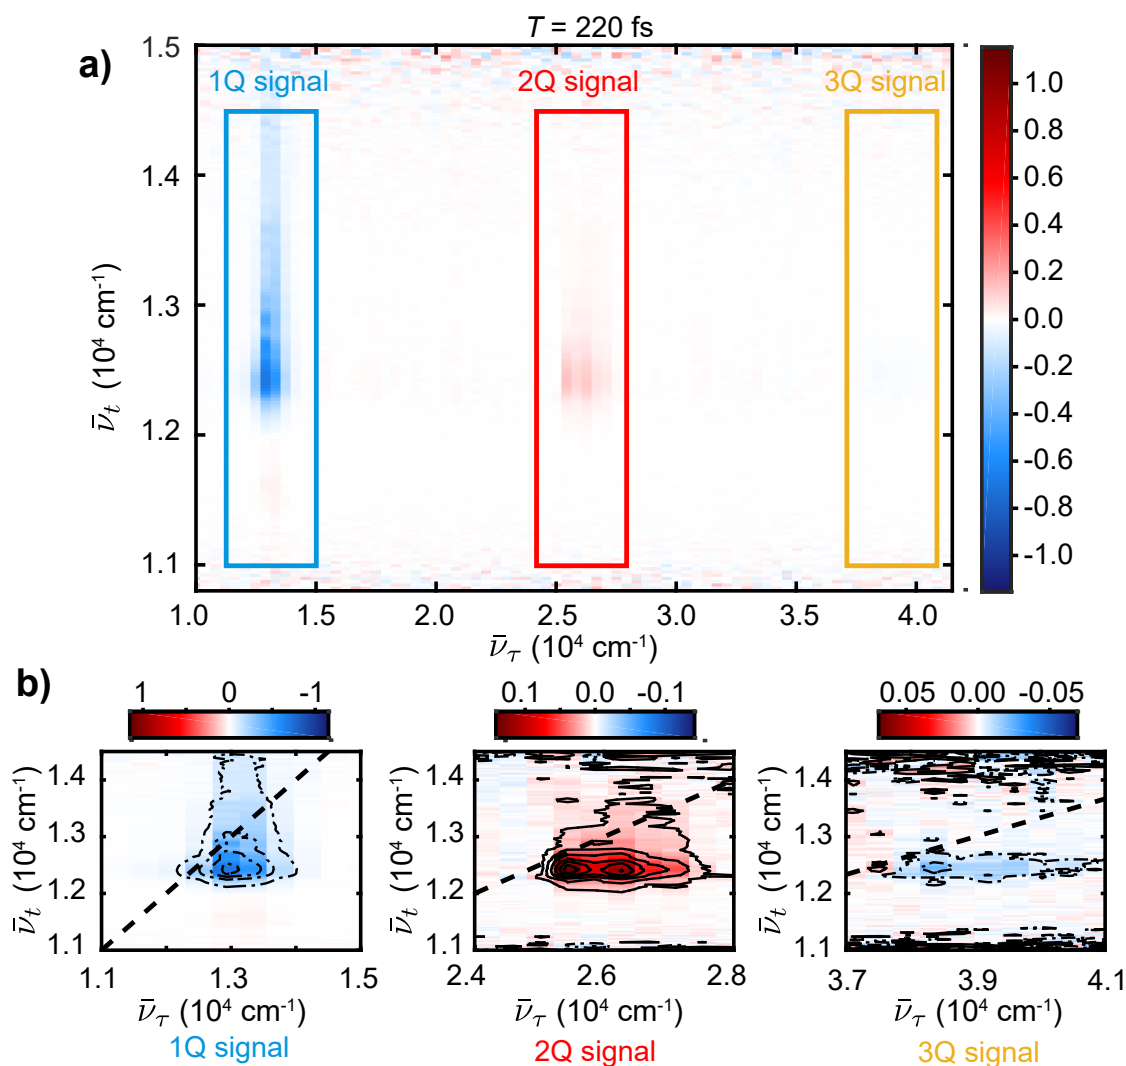 T = 220 fs
a)
1Q signal
2Q signal
3Q signal
1.5
1.4
1.3
1.2
1.1
ν̄t (10⁴ cm⁻¹)
1.0 1.5 2.0 2.5 3.0 3.5 4.0
ν̄τ (10⁴ cm⁻¹)
1.0
0.8
0.6
0.4
0.2
0.0
-0.2
-0.4
-0.6
-0.8
-1.0
b)
1 0 -1
0.1 0.0 -0.1
0.05 0.00 -0.05
1.4
1.3
1.2
1.1
ν̄t (10⁴ cm⁻¹)
1.1 1.3 1.5
ν̄τ (10⁴ cm⁻¹)
1Q signal
1.4
1.3
1.2
1.1
ν̄t (10⁴ cm⁻¹)
2.4 2.6 2.8
ν̄τ (10⁴ cm⁻¹)
2Q signal
1.4
1.3
1.2
1.1
ν̄t (10⁴ cm⁻¹)
3.7 3.9 4.1
ν̄τ (10⁴ cm⁻¹)
3Q signal